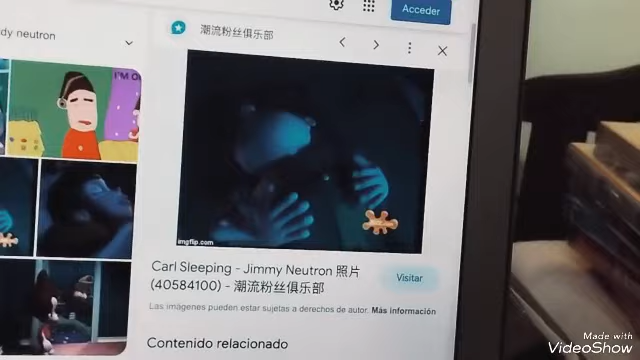 dy neutron
潮流粉丝俱乐部
Acceder
I'M O
imgflip.com
Carl Sleeping - Jimmy Neutron 照片
(40584100) - 潮流粉丝俱乐部
Visitar
Las imágenes pueden estar sujetas a derechos de autor. Más información
Contenido relacionado
Made with
VideoShow